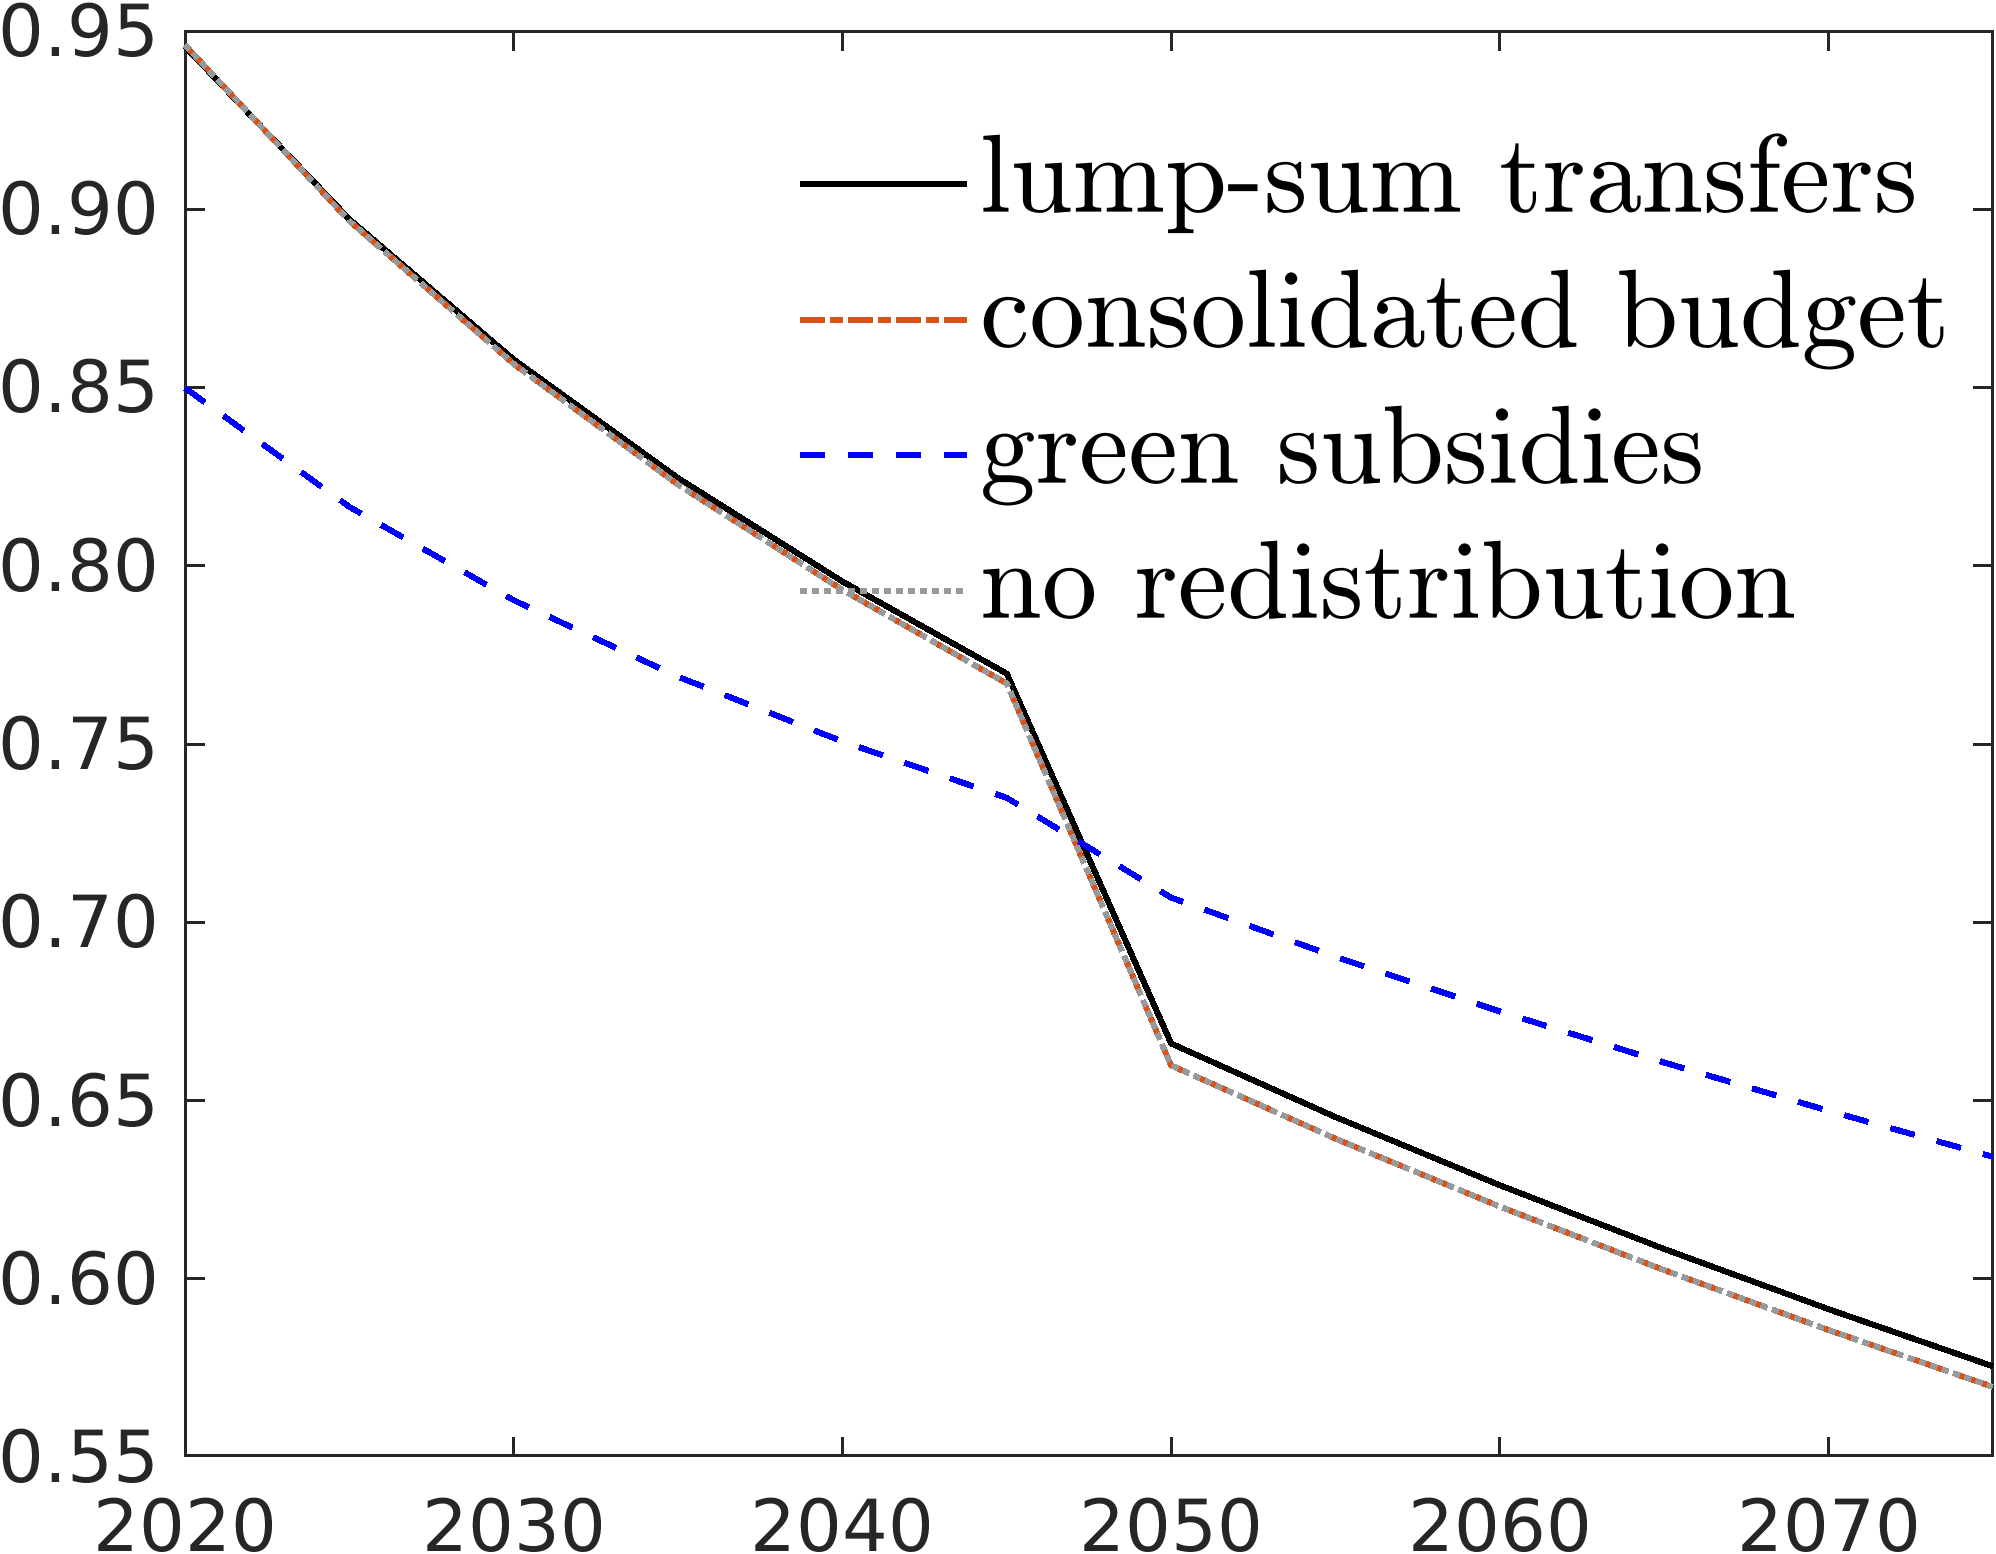 0.95
0.90
0.85
0.80
0.75
0.70
0.65
0.60
0.55
2020 2030 2040 2050 2060 2070
lump-sum transfers
consolidated budget
green subsidies
no redistribution